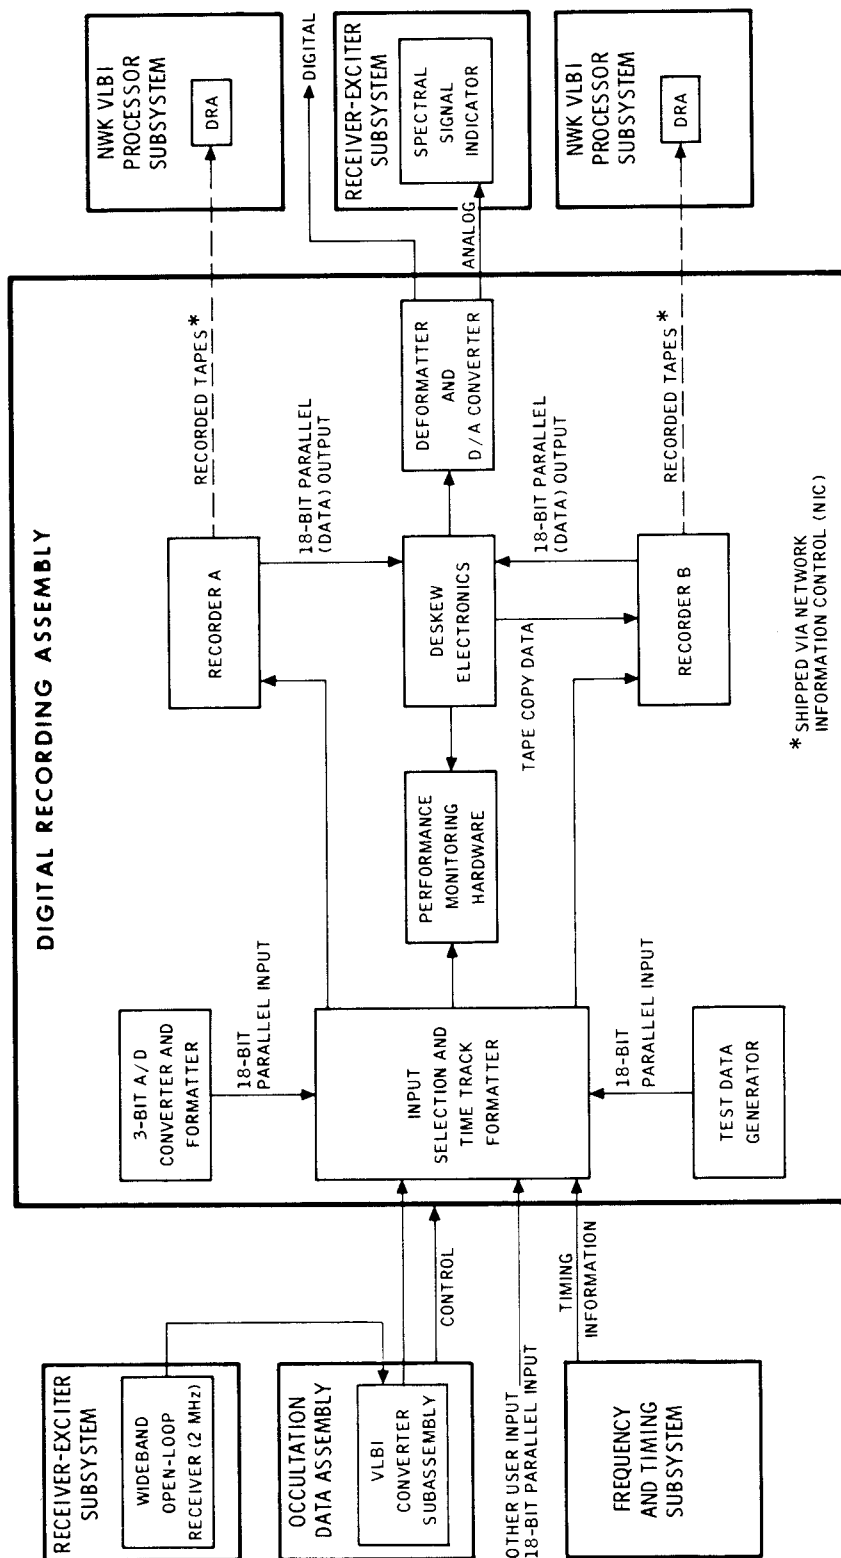 DIGITAL RECORDING ASSEMBLY
RECEIVER-EXCITER
SUBSYSTEM
WIDEBAND
OPEN-LOOP
RECEIVER (2 MHz)
OCCULTATION
DATA ASSEMBLY
VLBI
CONVERTER
SUBASSEMBLY
CONTROL
OTHER USER INPUT
18-BIT PARALLEL INPUT
TIMING
INFORMATION
FREQUENCY
AND TIMING
SUBSYSTEM
3-BIT A/D
CONVERTER AND
FORMATTER
18-BIT
PARALLEL INPUT
INPUT
SELECTION AND
TIME TRACK
FORMATTER
18-BIT
PARALLEL INPUT
TEST DATA
GENERATOR
PERFORMANCE
MONITORING
HARDWARE
RECORDER A
18-BIT PARALLEL
(DATA) OUTPUT
DESKEW
ELECTRONICS
TAPE COPY DATA
18-BIT PARALLEL
(DATA) OUTPUT
RECORDER B
RECORDED TAPES*
DEFORMATTER
AND
D/A CONVERTER
ANALOG
RECORDED TAPES*
*SHIPPED VIA NETWORK
INFORMATION CONTROL (NIC)
NWK VLBI
PROCESSOR
SUBSYSTEM
DRA
DIGITAL
RECEIVER-EXCITER
SUBSYSTEM
SPECTRAL
SIGNAL
INDICATOR
NWK VLBI
PROCESSOR
SUBSYSTEM
DRA